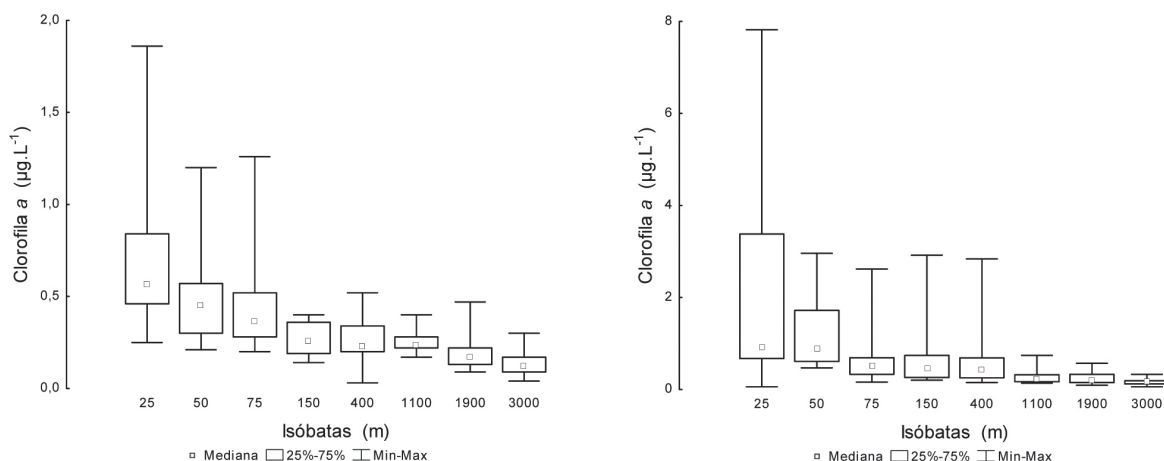 Clorofila a (µg.L⁻¹)
2,0
1,5
1,0
0,5
0,0
25 50 75 150 400 1100 1900 3000
Isóbatas (m)
Mediana 25%-75% Min-Max
Clorofila a (µg.L⁻¹)
8
6
4
2
0
25 50 75 150 400 1100 1900 3000
Isóbatas (m)
Mediana 25%-75% Min-Max